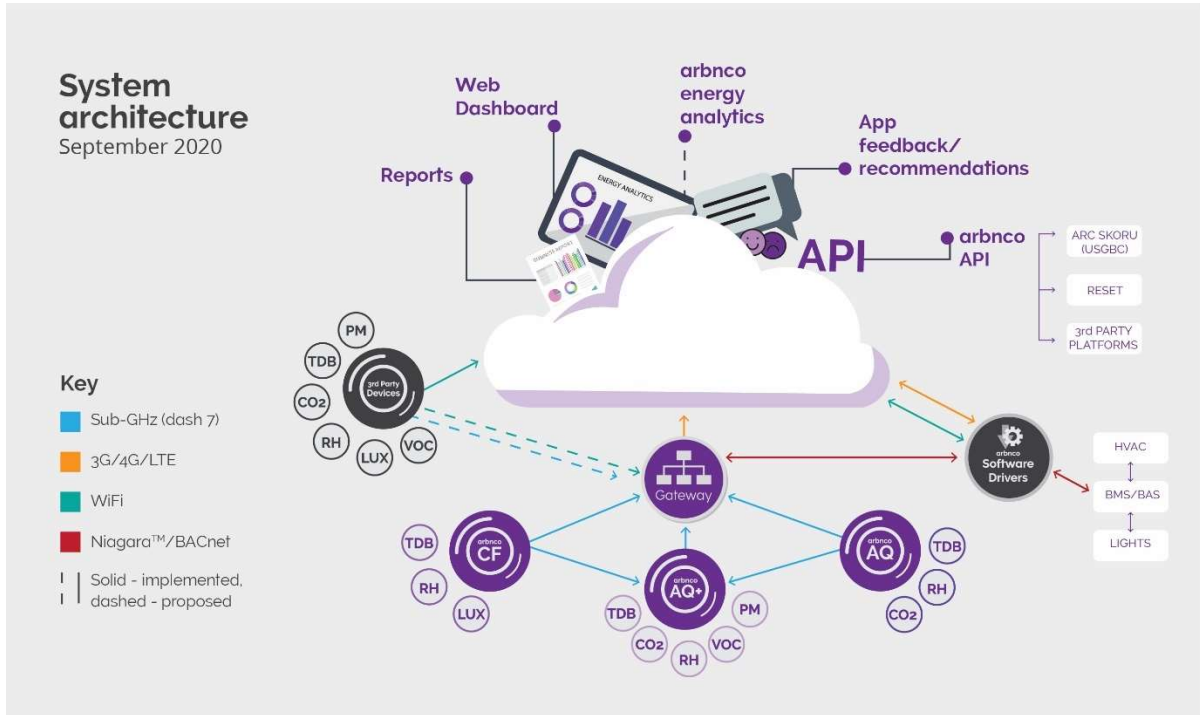 System
architecture
September 2020
Web
Dashboard
arbnco
energy
analytics
App
feedback/
recommendations
Reports
ENERGY ANALYTICS
API
arbnco
API
ARC SKORU
(USGBC)
RESET
3rd PARTY
PLATFORMS
PM
TDB
CO2
RH
LUX
VOC
3rd Party
Devices
Key
Sub-GHz (dash 7)
3G/4G/LTE
WiFi
Niagara™/BACnet
Solid - implemented,
dashed - proposed
Gateway
arbnco
Software
Drivers
HVAC
BMS/BAS
LIGHTS
arbnco
CF
TDB
RH
LUX
arbnco
AQ+
TDB
CO2
RH
VOC
PM
arbnco
AQ
TDB
RH
CO2